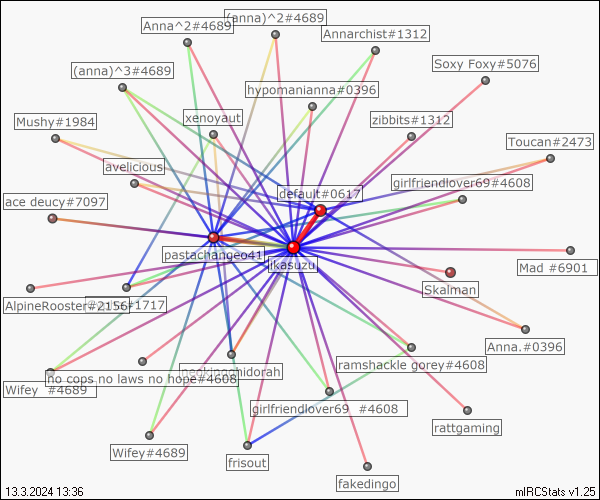 (anna)^2#4689
Anna^2#4689
Annarchist#1312
Soxy Foxy#5076
(anna)^3#4689
hypomanianna#0396
xenoyaut
zibbits#1312
Mushy#1984
Toucan#2473
avelicious
girlfriendlover69#4608
default#0617
ace deucy#7097
pastachangeo41
ikasuzu
Mad #6901
Skalman
AlpineRooster#2156
#1717
Anna.#0396
ramshackle gorey#4608
no cops no laws no hope#4608
Wifey #4689
girlfriendlover69 #4608
rattgaming
Wifey#4689
frisout
fakedingo
13.3.2024 13:36
mIRCStats v1.25